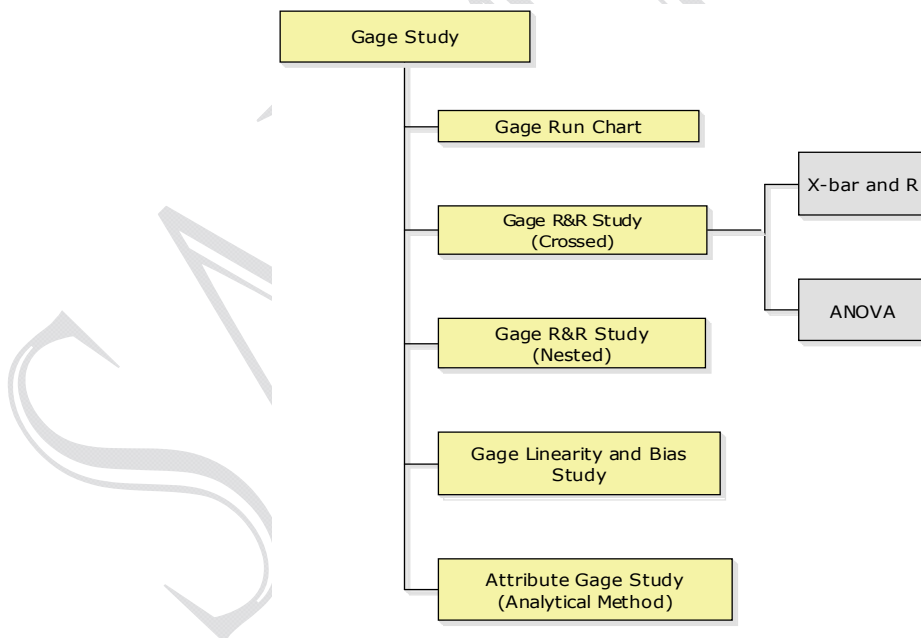 Gage Study
Gage Run Chart
X-bar and R
Gage R&R Study
(Crossed)
ANOVA
Gage R&R Study
(Nested)
Gage Linearity and Bias
Study
Attribute Gage Study
(Analytical Method)